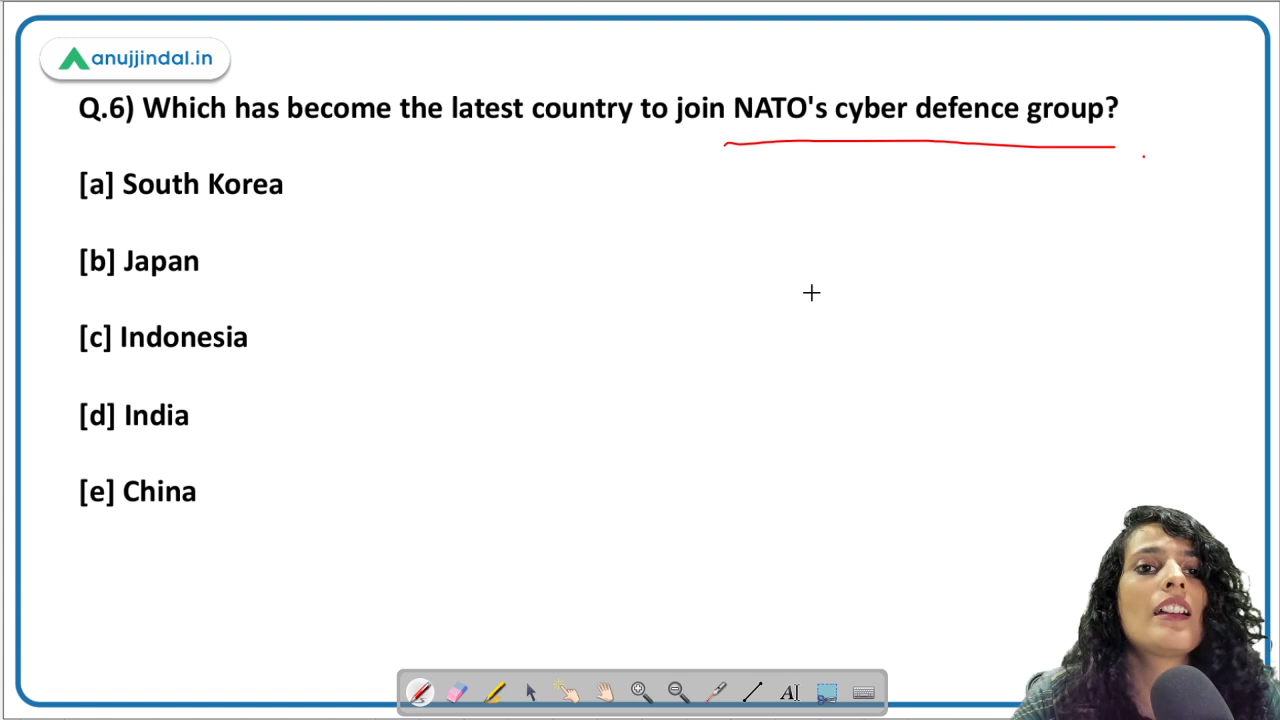 anujjindal.in
Q.6) Which has become the latest country to join NATO's cyber defence group?
[a] South Korea
[b] Japan
[c] Indonesia
[d] India
[e] China
AI